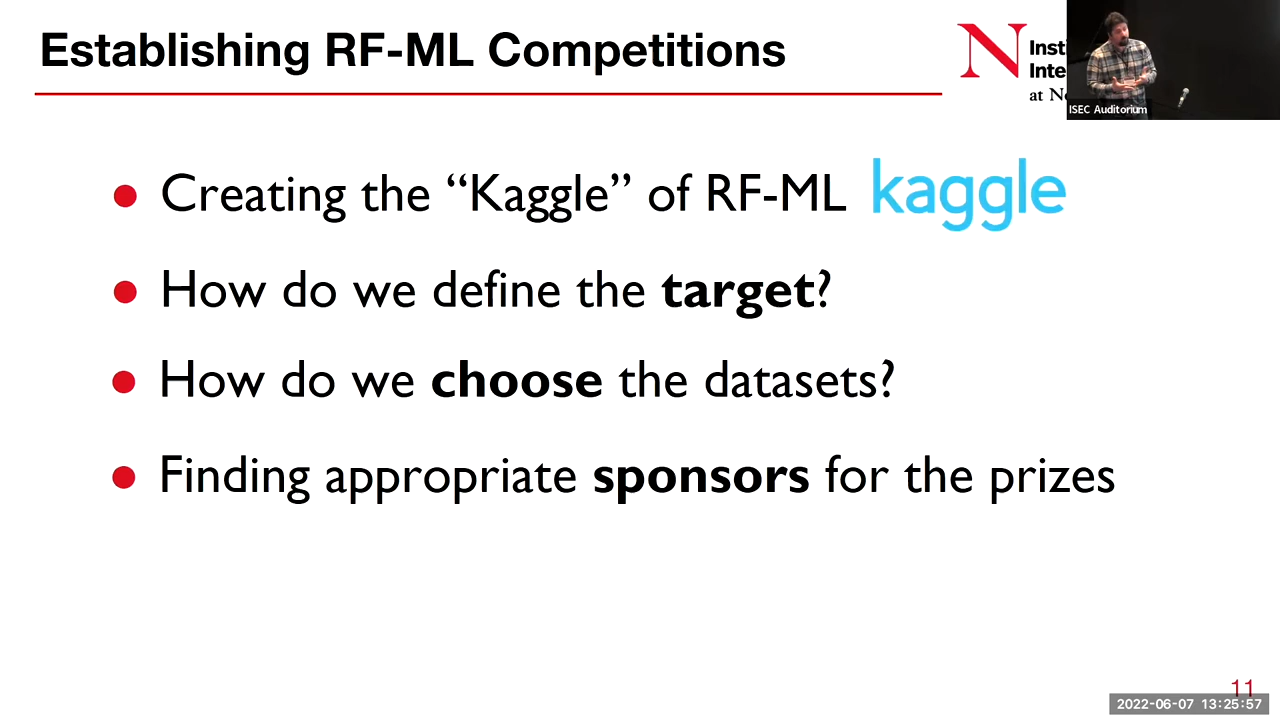 Establishing RF-ML Competitions
N
at
ISEC Auditorium
● Creating the “Kaggle” of RF-ML kaggle
● How do we define the target?
● How do we choose the datasets?
● Finding appropriate sponsors for the prizes
11
2022-06-07 13:25:57